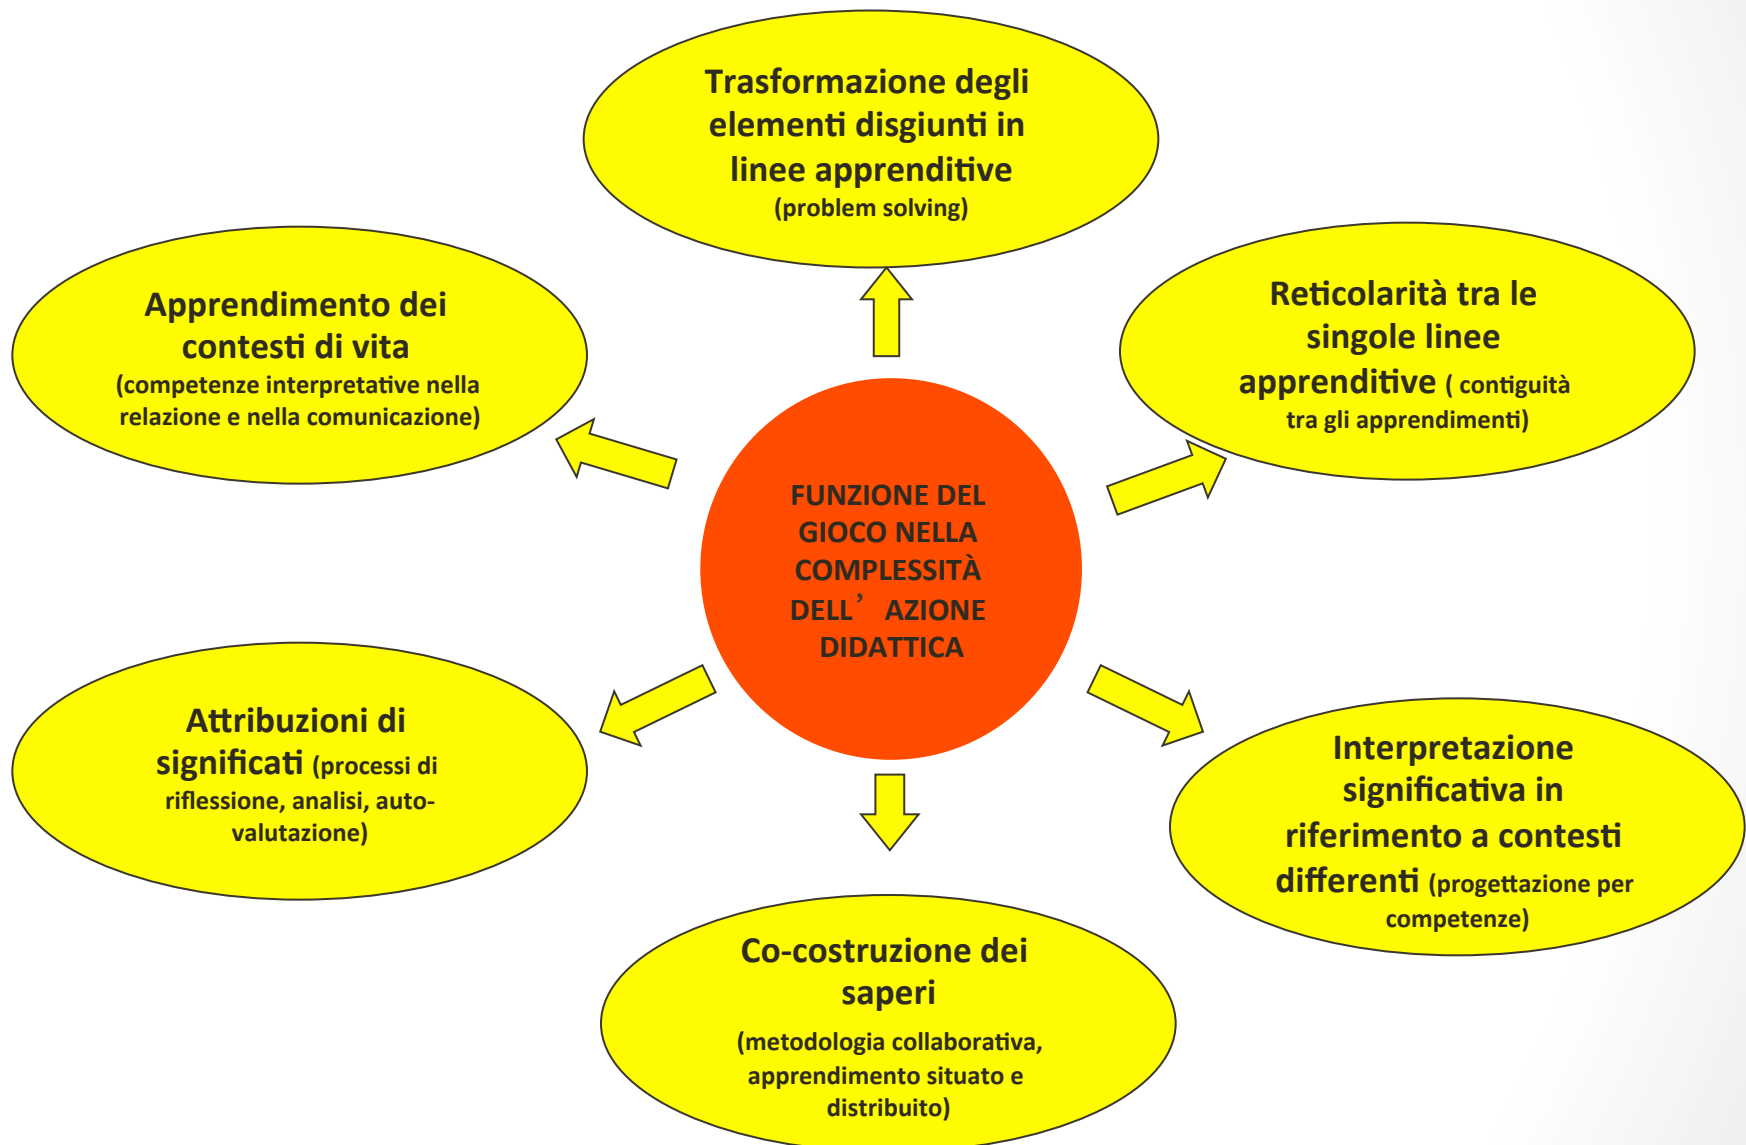 Trasformazione degli
elementi disgiunti in
linee apprenditive
(problem solving)
Apprendimento dei
contesti di vita
(competenze interpretative nella
relazione e nella comunicazione)
Reticolarità tra le
singole linee
apprenditive ( contiguità
tra gli apprendimenti)
FUNZIONE DEL
GIOCO NELLA
COMPLESSITÀ
DELL’ AZIONE
DIDATTICA
Attribuzioni di
significati (processi di
riflessione, analisi, auto-
valutazione)
Interpretazione
significativa in
riferimento a contesti
differenti (progettazione per
competenze)
Co-costruzione dei
saperi
(metodologia collaborativa,
apprendimento situato e
distribuito)